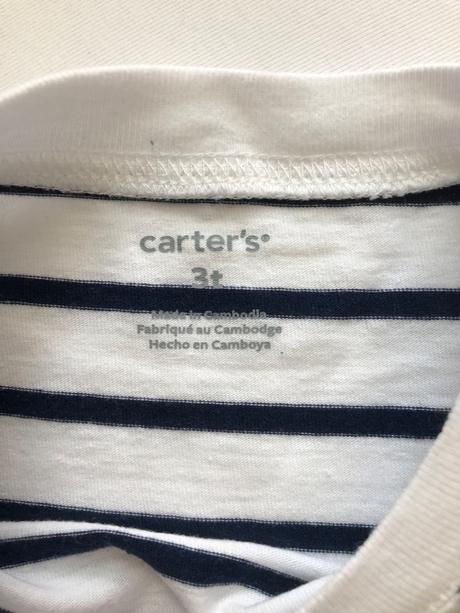 carter's®
3t
Made in Cambodia
Fabriqué au Cambodge
Hecho en Camboya